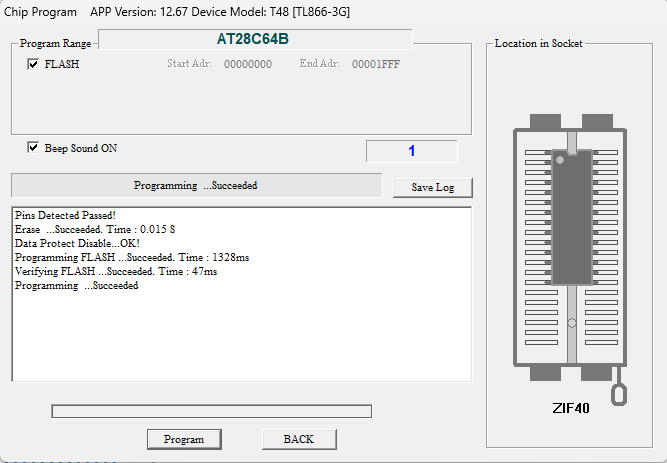 Chip Program APP Version: 12.67 Device Model: T48 [TL866-3G]
Program Range
AT28C64B
FLASH Start Adr: 00000000 End Adr: 00001FFF
Beep Sound ON
1
Programming ...Succeeded
Save Log
Pins Detected Passed!
Erase ...Succeeded. Time : 0.015 S
Data Protect Disable...OK!
Programming FLASH ...Succeeded. Time : 1328ms
Verifying FLASH ...Succeeded. Time : 47ms
Programming ...Succeeded
Program
BACK
Location in Socket
ZIF40